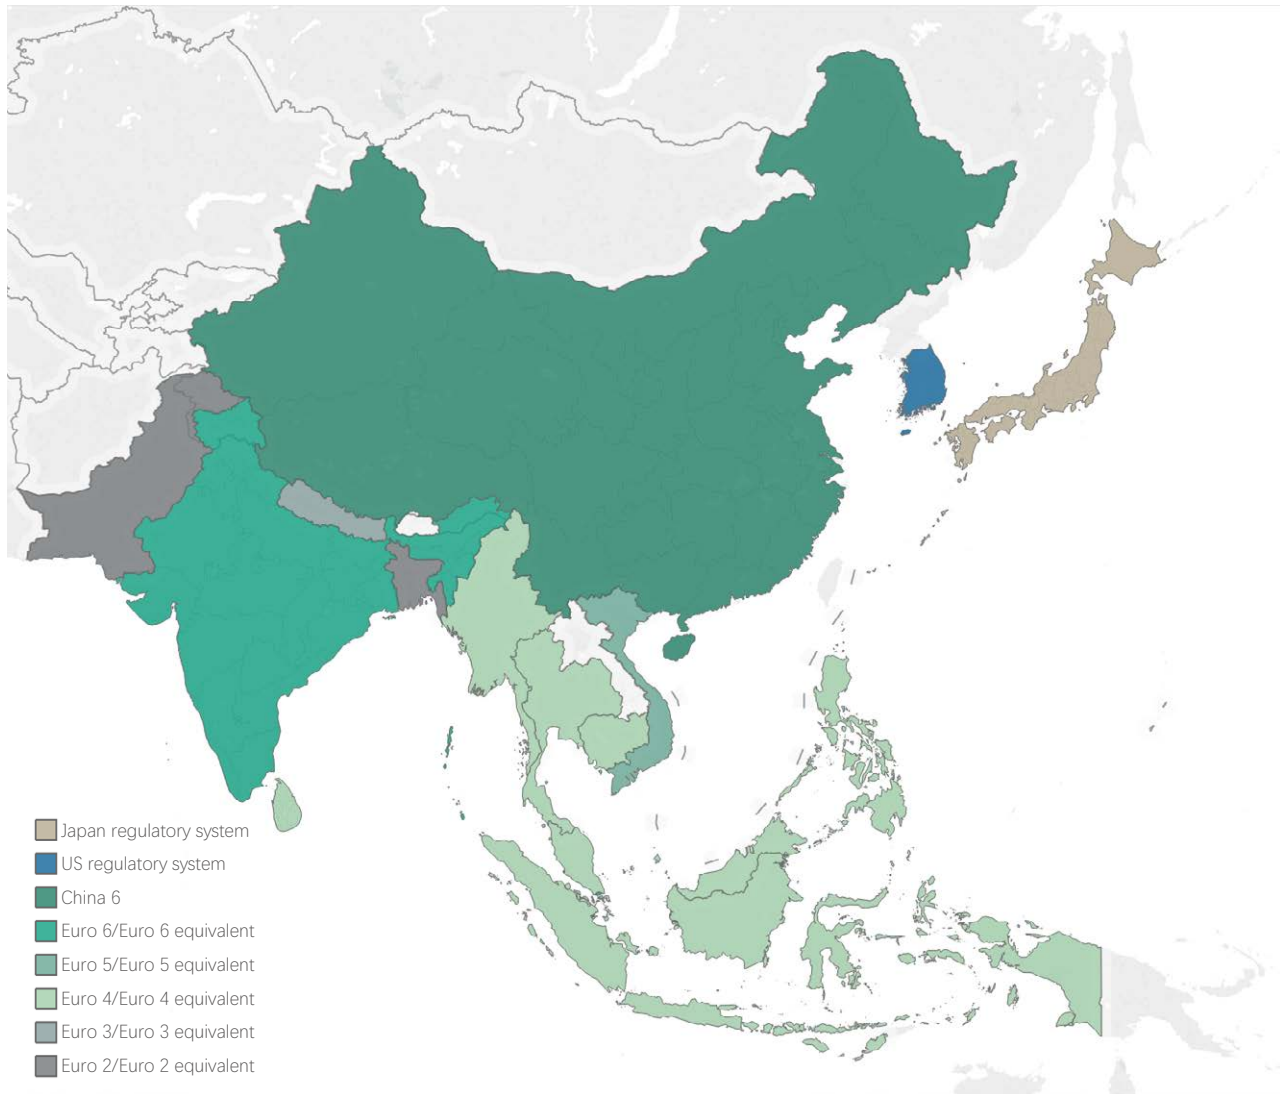 Japan regulatory system
US regulatory system
China 6
Euro 6/Euro 6 equivalent
Euro 5/Euro 5 equivalent
Euro 4/Euro 4 equivalent
Euro 3/Euro 3 equivalent
Euro 2/Euro 2 equivalent